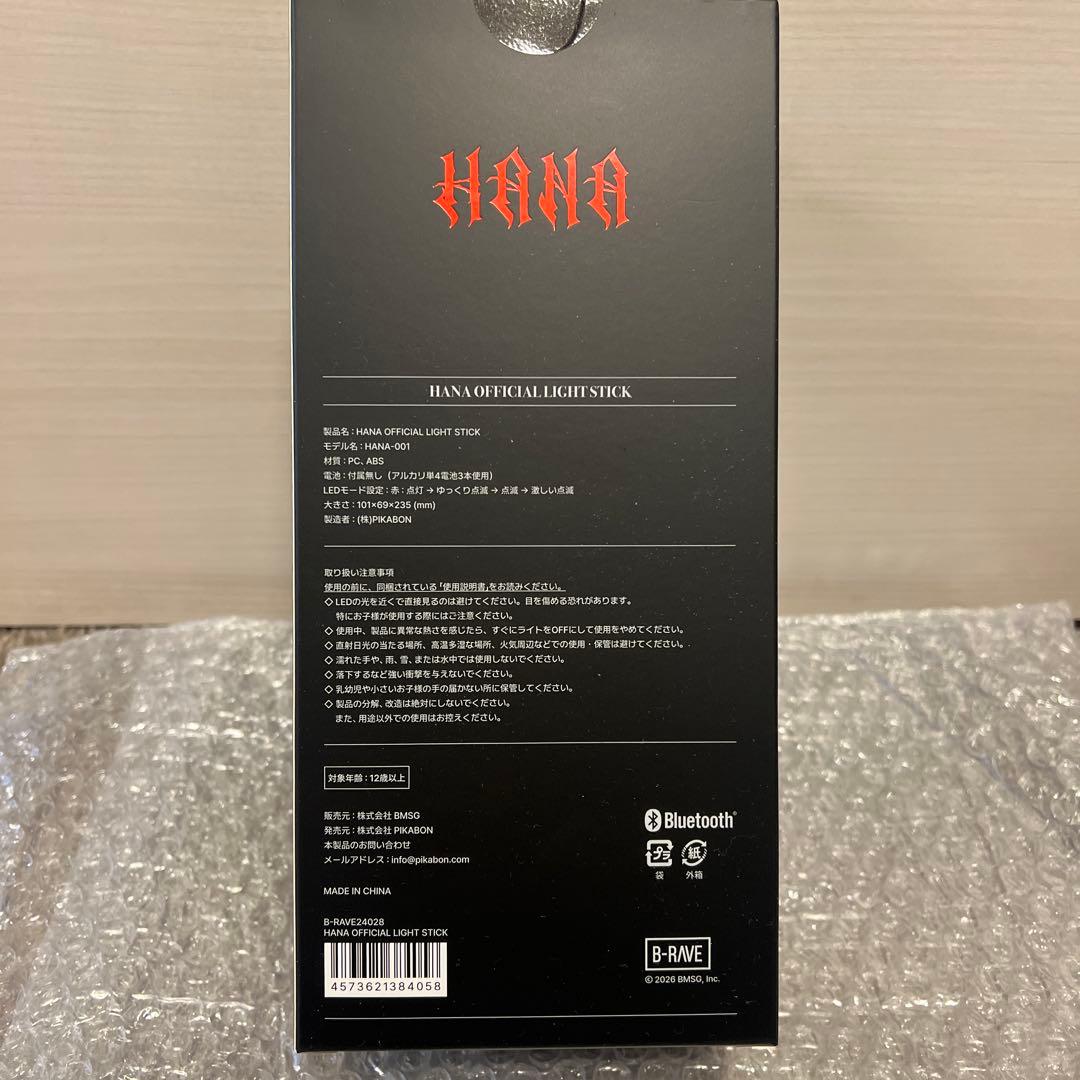 HANA
HANA OFFICIAL LIGHT STICK
製品名：HANA OFFICIAL LIGHT STICK
モデル名：HANA-001
材質：PC、ABS
電池：付属無し（アルカリ単4電池3本使用）
LEDモード設定：赤：点灯 → ゆっくり点滅 → 点滅 → 激しい点滅
大きさ：101×69×235 (mm)
製造者：(株)PIKABON
取り扱い注意事項
使用の前に、同梱されている「使用説明書」をお読みください。
◇ LEDの光を近くで直接見るのは避けてください。目を傷める恐れがあります。
特にお子様が使用する際にはご注意ください。
◇ 使用中、製品に異常な熱さを感じたら、すぐにライトをOFFにして使用をやめてください。
◇ 直射日光の当たる場所、高温多湿な場所、火気周辺などでの使用・保管は避けてください。
◇ 濡れた手や、雨、雪、または水中では使用しないでください。
◇ 落下するなど強い衝撃を与えないでください。
◇ 乳幼児や小さいお子様の手の届かない所に保管してください。
◇ 製品の分解、改造は絶対にしないでください。
また、用途以外での使用はお控えください。
対象年齢：12歳以上
販売元：株式会社 BMSG
発売元：株式会社 PIKABON
本製品のお問い合わせ
メールアドレス：info@pikabon.com
Bluetooth®
プラ 紙
袋 外箱
MADE IN CHINA
B-RAVE24028
HANA OFFICIAL LIGHT STICK
4573621384058
B-RAVE
© 2026 BMSG, Inc.